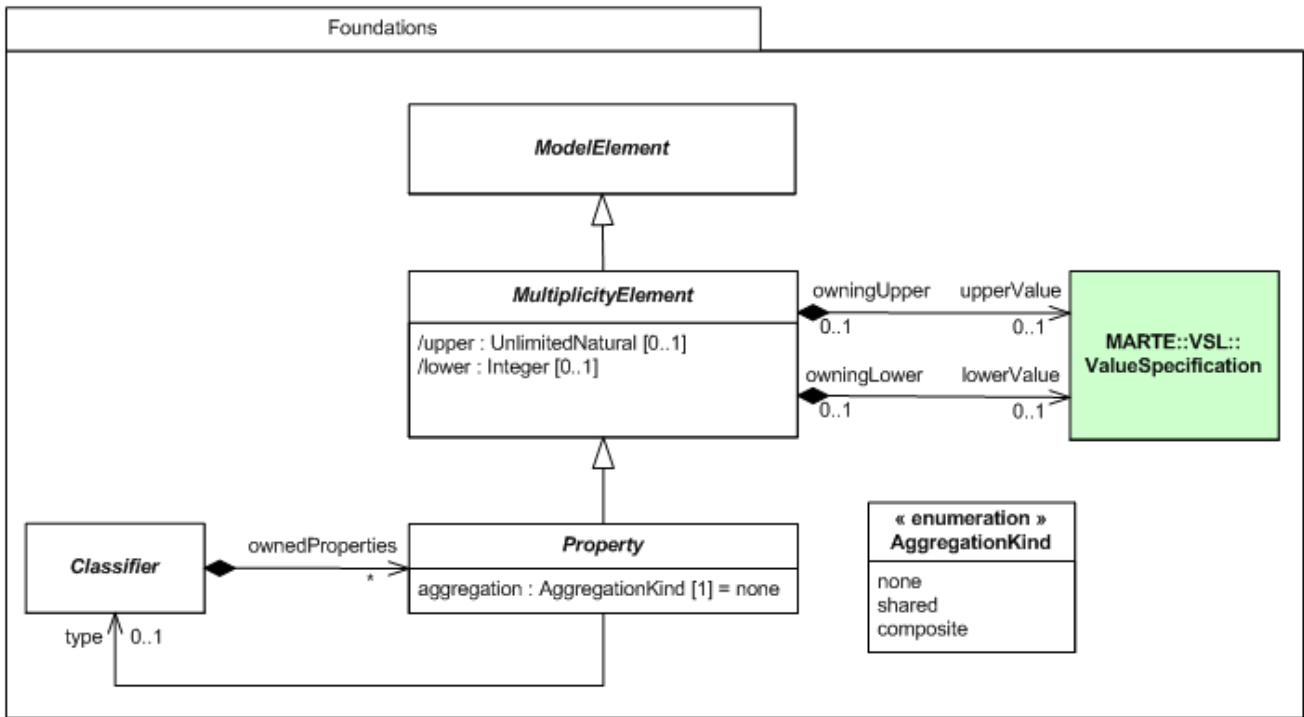 Foundations
ModelElement
MultiplicityElement
/upper : UnlimitedNatural [0..1]
/lower : Integer [0..1]
owningUpper
upperValue
0..1
0..1
owningLower
lowerValue
0..1
0..1
MARTE::VSL::
ValueSpecification
Classifier
ownedProperties
*
Property
aggregation : AggregationKind [1] = none
type
0..1
« enumeration »
AggregationKind
none
shared
composite